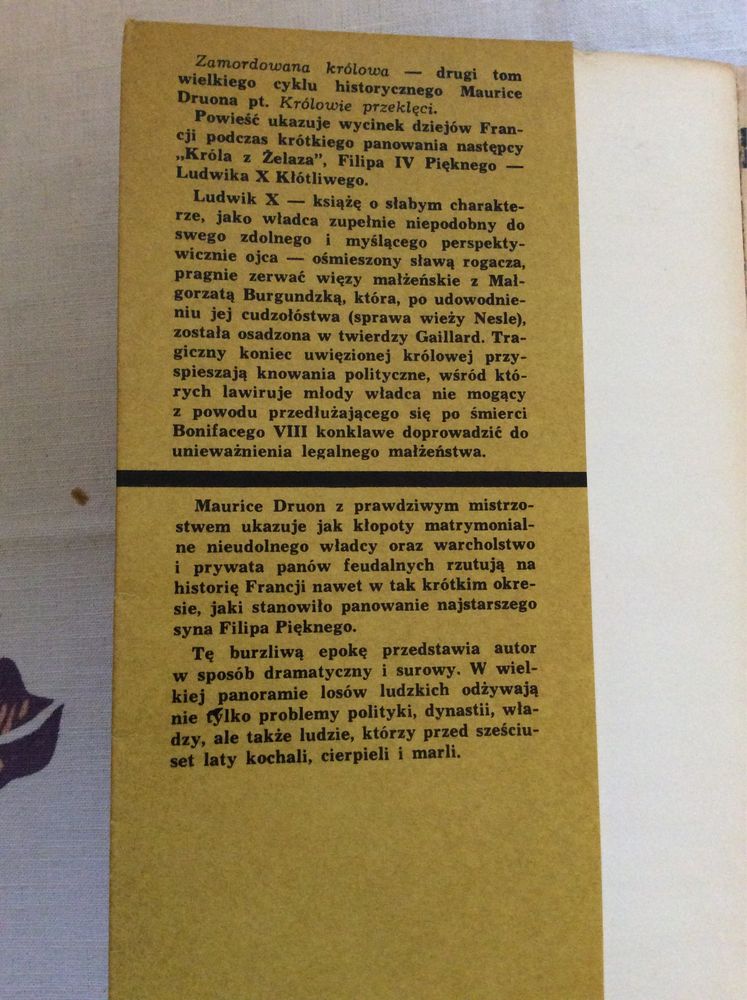 Zamordowana królowa — drugi tom
wielkiego cyklu historycznego Maurice
Druona pt. Królowie przeklęci.
Powieść ukazuje wycinek dziejów Fran-
cji podczas krótkiego panowania następcy
„Króla z Żelaza”, Filipa IV Pięknego —
Ludwika X Kłótliwego.
Ludwik X — książę o słabym charakte-
rze, jako władca zupełnie niepodobny do
swego zdolnego i myślącego perspekty-
wicznie ojca — ośmieszony sławą rogacza,
pragnie zerwać więzy małżeńskie z Mał-
gorzatą Burgundzką, która, po udowodnie-
niu jej cudzołóstwa (sprawa wieży Nesle),
została osadzona w twierdzy Gaillard. Tra-
giczny koniec uwięzionej królowej przy-
spieszają knowania polityczne, wśród któ-
rych lawiruje młody władca nie mogący
z powodu przedłużającego się po śmierci
Bonifacego VIII konklawe doprowadzić do
unieważnienia legalnego małżeństwa.
Maurice Druon z prawdziwym mistrzo-
stwem ukazuje jak kłopoty matrymonial-
ne nieudolnego władcy oraz warcholstwo
i prywata panów feudalnych rzutują na
historię Francji nawet w tak krótkim okre-
sie, jaki stanowiło panowanie najstarszego
syna Filipa Pięknego.
Tę burzliwą epokę przedstawia autor
w sposób dramatyczny i surowy. W wiel-
kiej panoramie losów ludzkich odżywają
nie tylko problemy polityki, dynastii, wła-
dzy, ale także ludzie, którzy przed sześciu-
set laty kochali, cierpieli i marli.